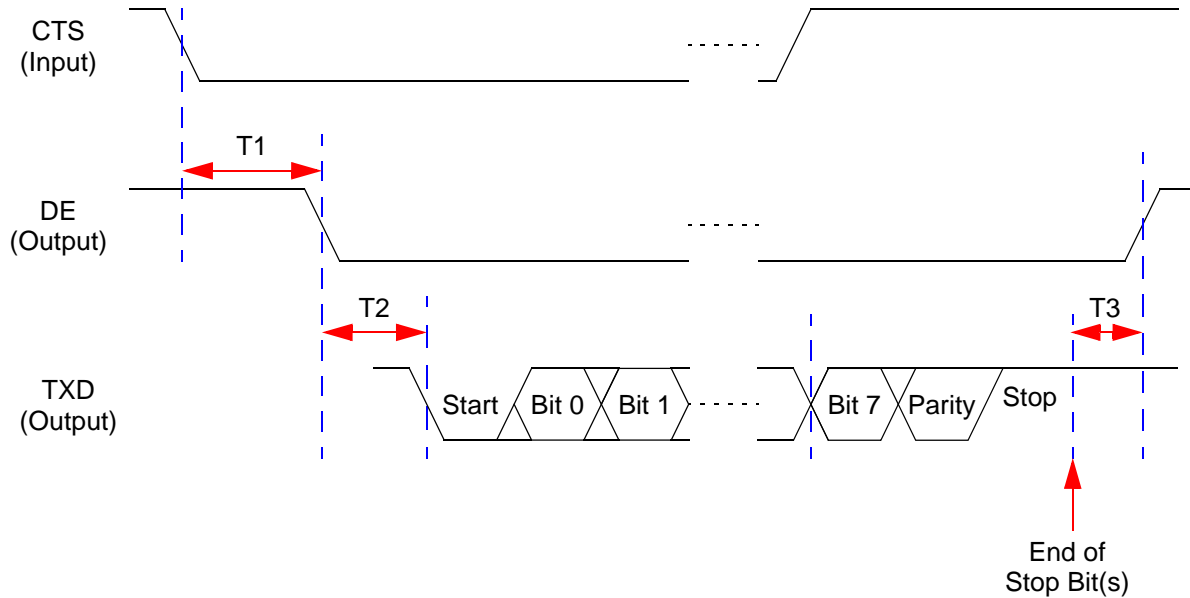 CTS
(Input)
T1
DE
(Output)
T2
T3
TXD
(Output)
Start
Bit 0
Bit 1
Bit 7
Parity
Stop
End of
Stop Bit(s)